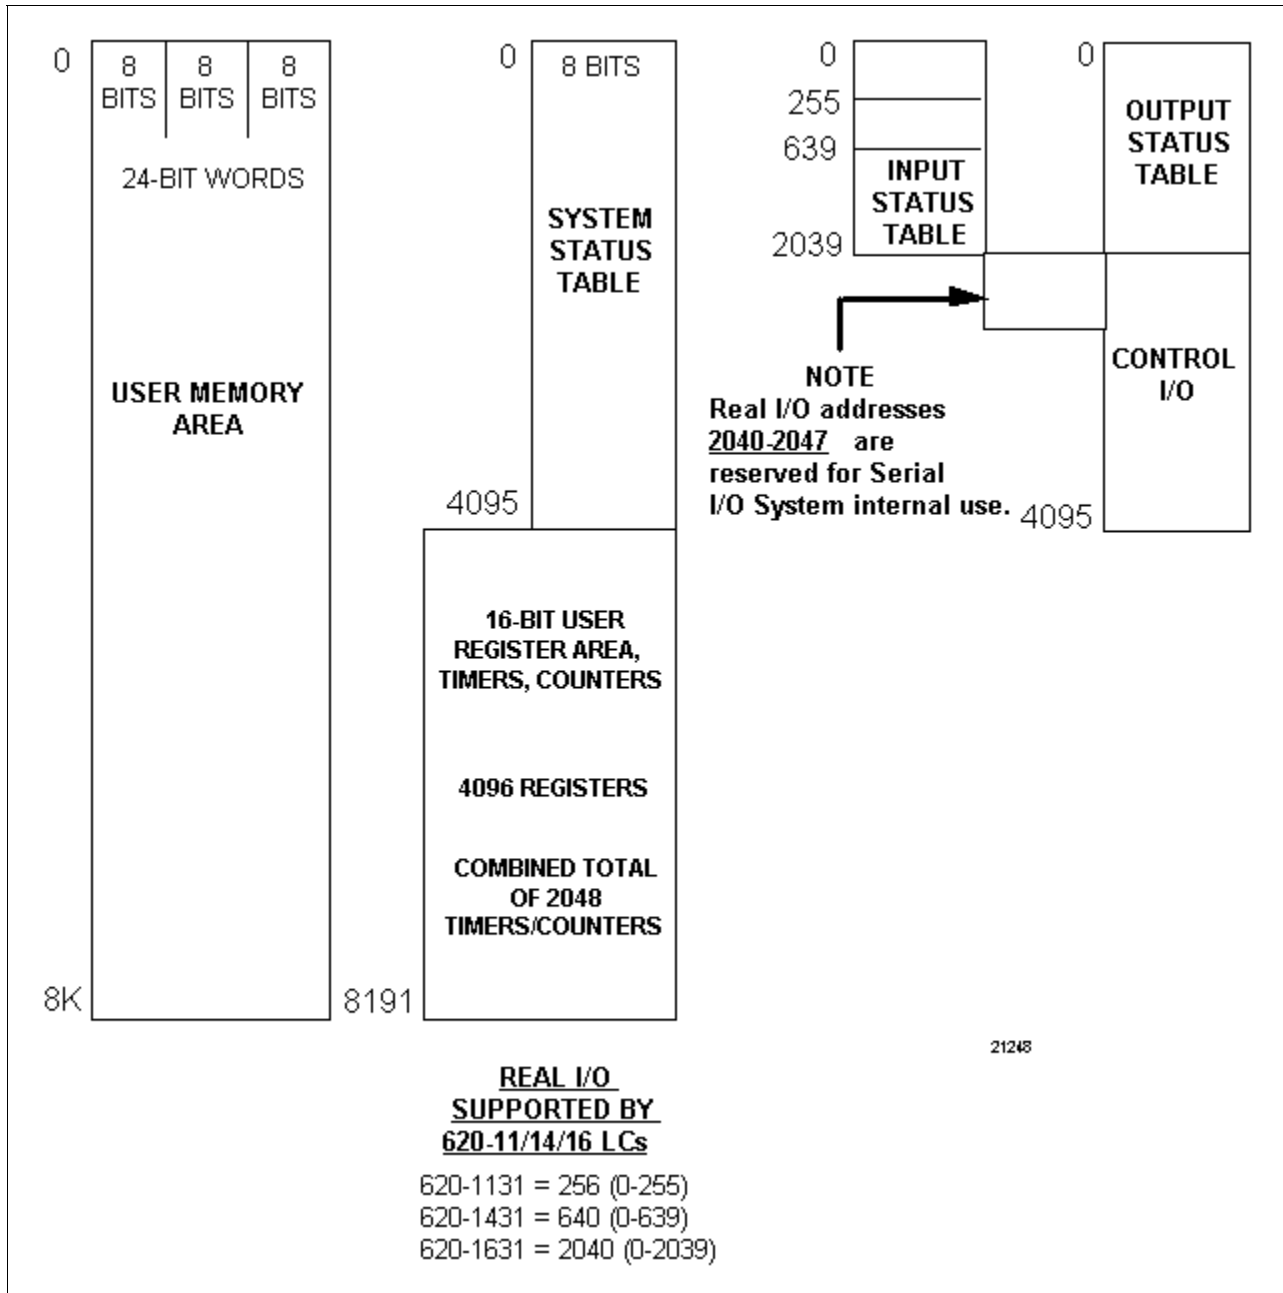 0
8 BITS
8 BITS
8 BITS
24-BIT WORDS
USER MEMORY
AREA
8K
0
8 BITS
SYSTEM
STATUS
TABLE
4095
16-BIT USER
REGISTER AREA,
TIMERS, COUNTERS
4096 REGISTERS
COMBINED TOTAL
OF 2048
TIMERS/COUNTERS
8191
0
255
639
INPUT
STATUS
TABLE
2039
0
OUTPUT
STATUS
TABLE
CONTROL
I/O
4095
NOTE
Real I/O addresses
2040-2047 are
reserved for Serial
I/O System internal use.
21248
REAL I/O
SUPPORTED BY
620-11/14/16 LCs
620-1131 = 256 (0-255)
620-1431 = 640 (0-639)
620-1631 = 2040 (0-2039)